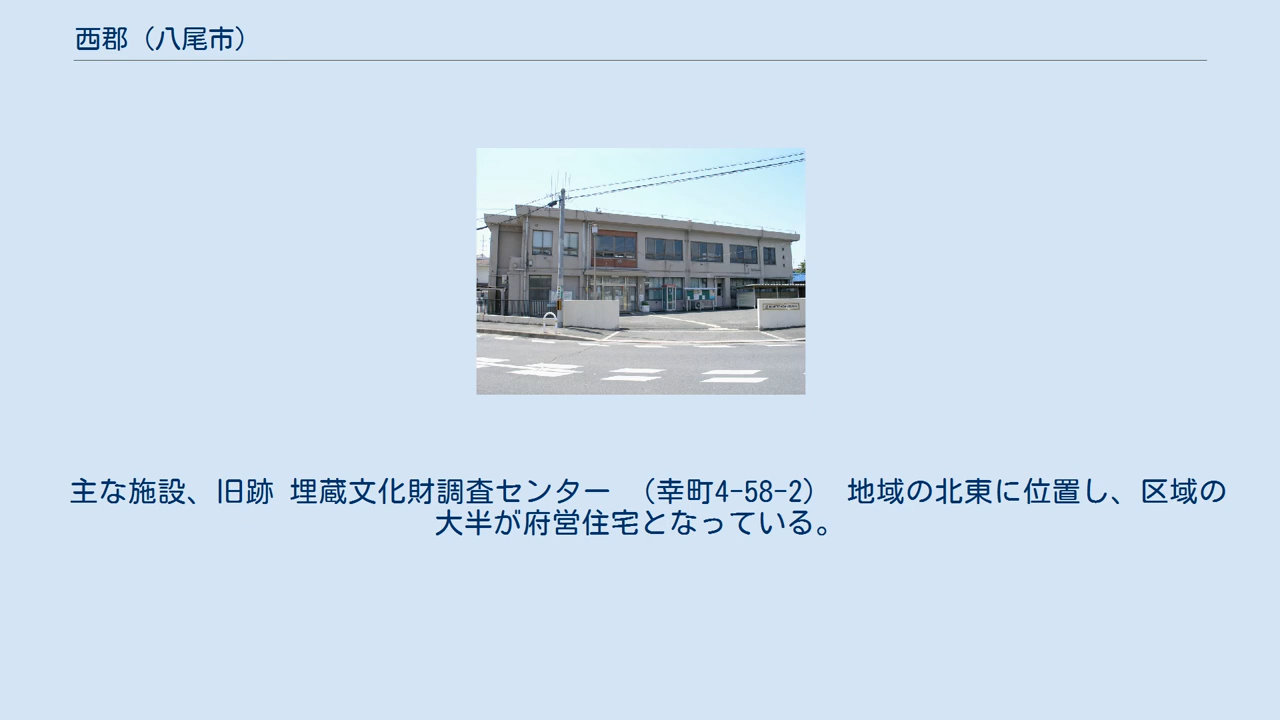 西郡（八尾市）
主な施設、旧跡 埋蔵文化財調査センター （幸町4-58-2） 地域の北東に位置し、区域の
大半が府営住宅となっている。